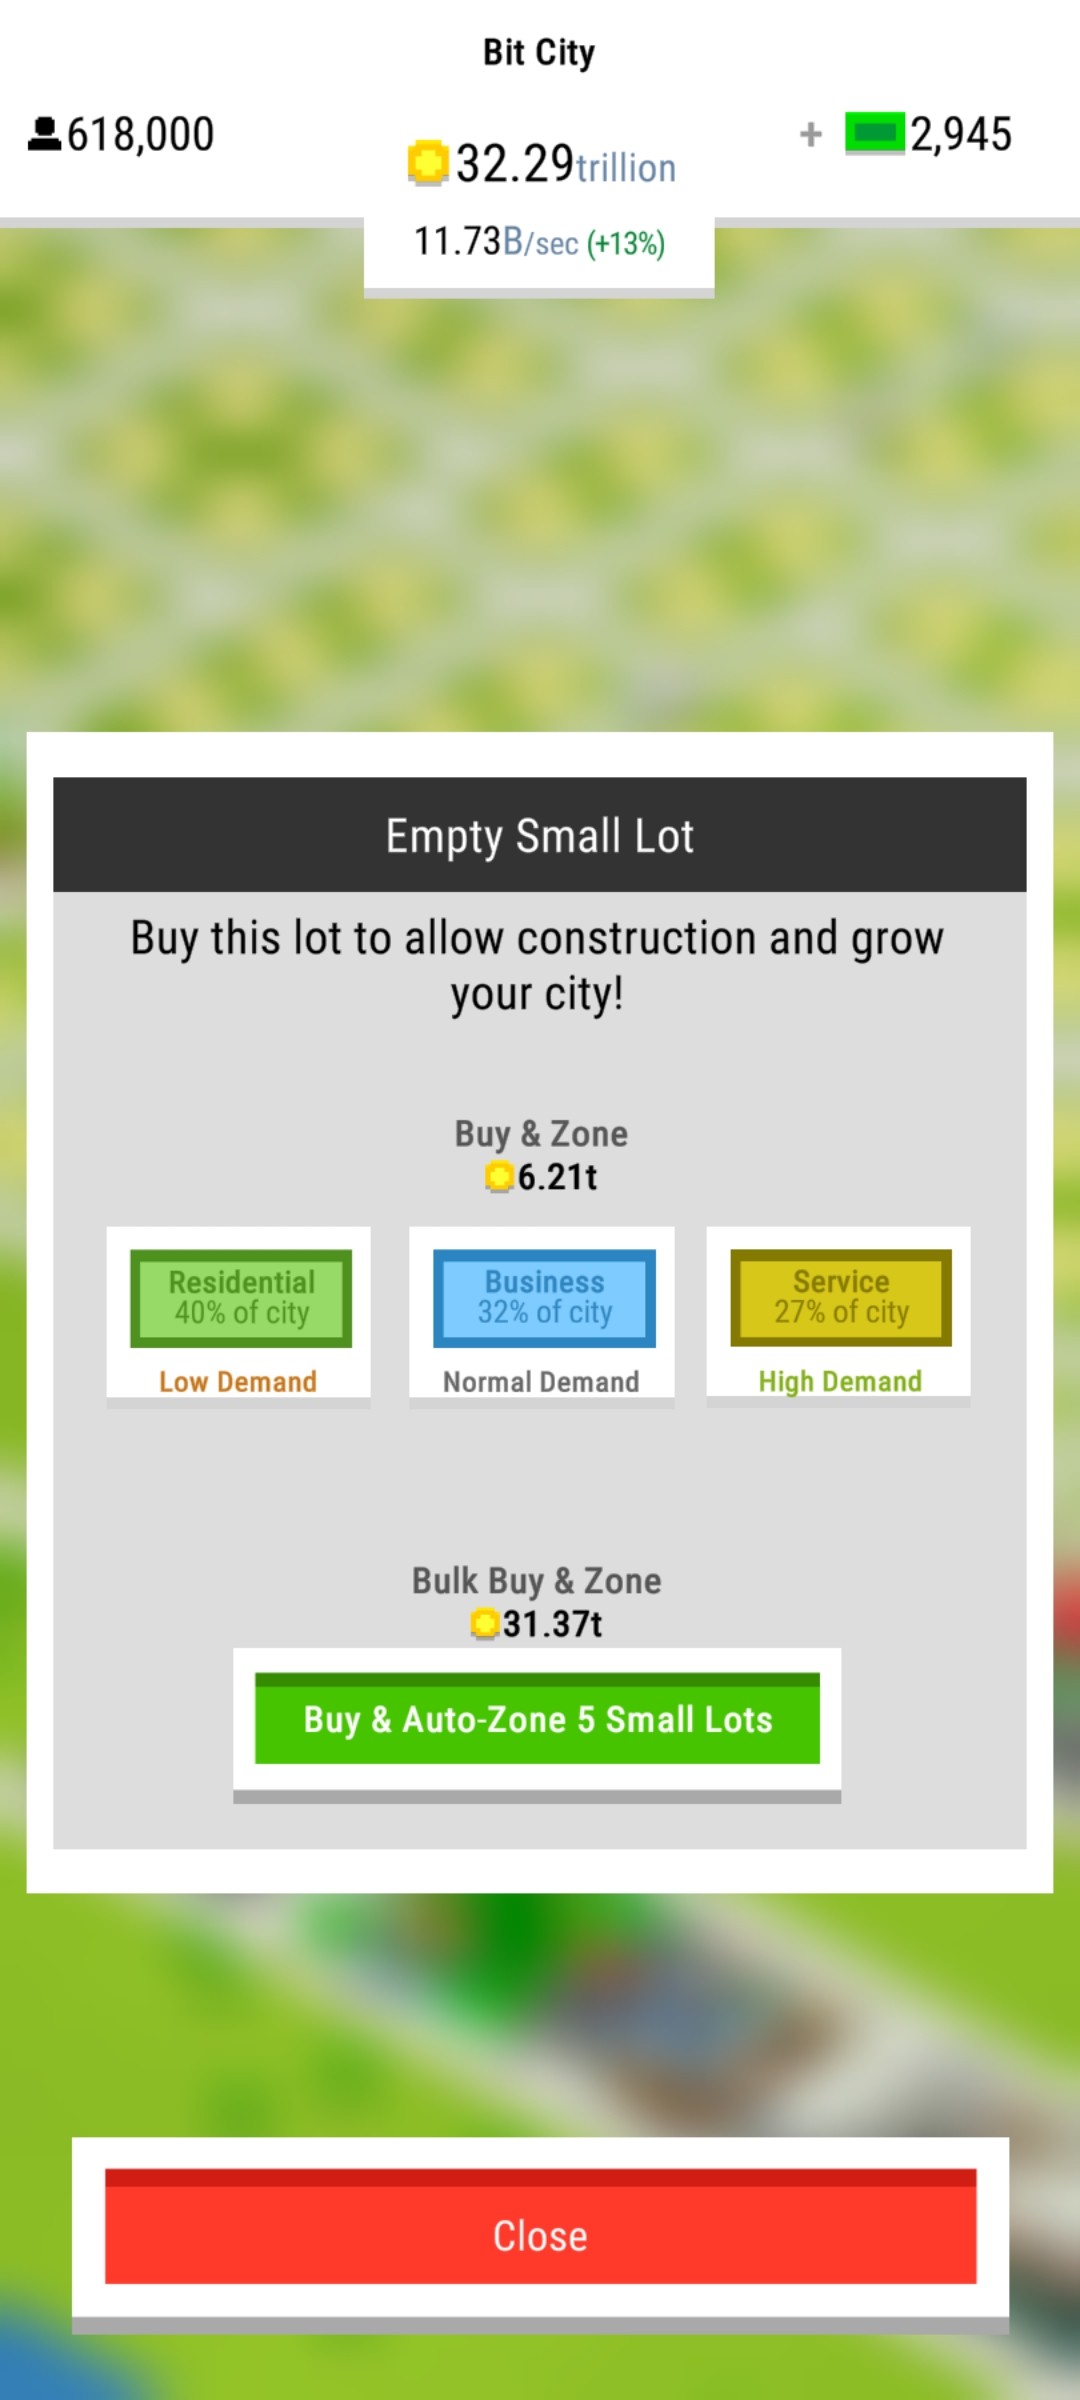 Bit City
618,000
32.29trillion
+ 2,945
11.73B/sec (+13%)
Empty Small Lot
Buy this lot to allow construction and grow
your city!
Buy & Zone
6.21t
Residential
40% of city
Low Demand
Business
32% of city
Normal Demand
Service
27% of city
High Demand
Bulk Buy & Zone
31.37t
Buy & Auto-Zone 5 Small Lots
Close